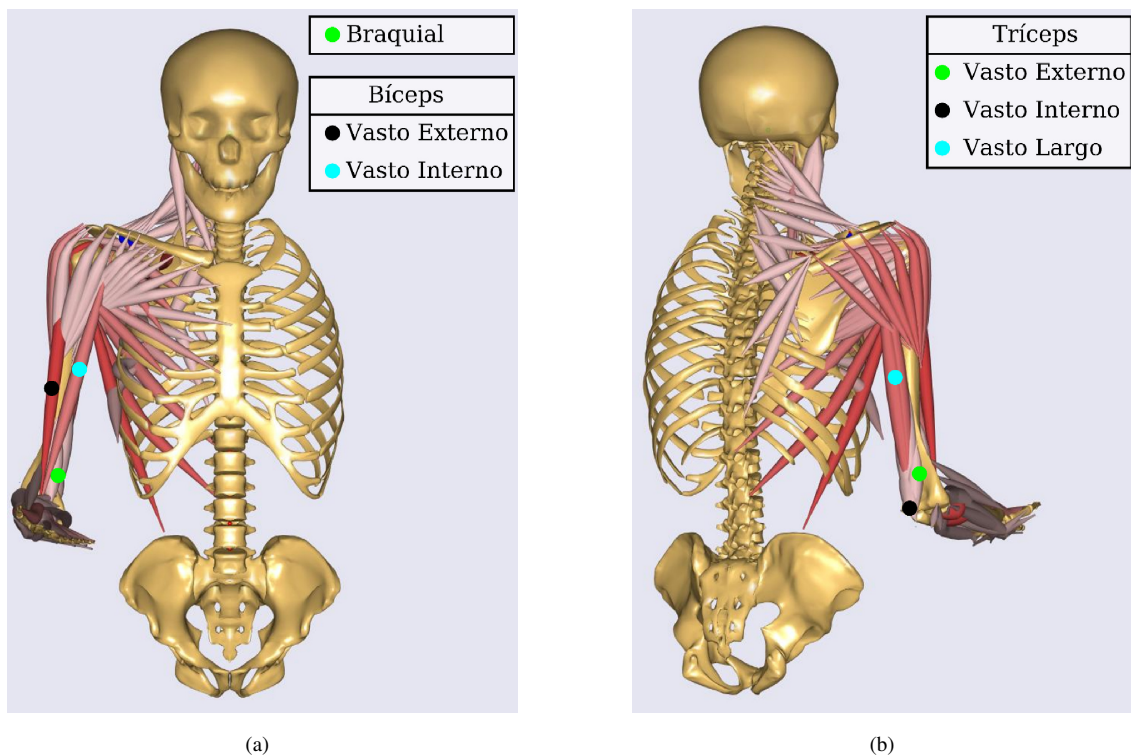 Braquial
Bíceps
Vasto Externo
Vasto Interno
Tríceps
Vasto Externo
Vasto Interno
Vasto Largo
(a)
(b)